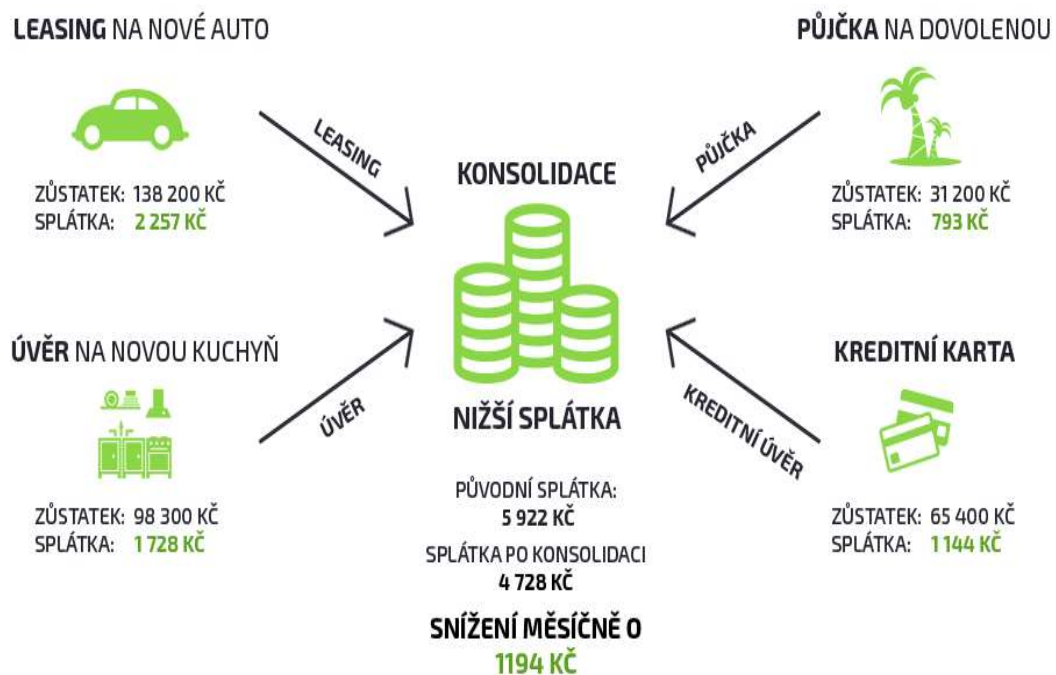 LEASING NA NOVÉ AUTO
ZŮSTATEK: 138 200 KČ
SPLÁTKA: 2 257 KČ
LEASING
PŮJČKA NA DOVOLENOU
ZŮSTATEK: 31 200 KČ
SPLÁTKA: 793 KČ
PŮJČKA
KONSOLIDACE
ÚVĚR NA NOVOU KUCHYŇ
ZŮSTATEK: 98 300 KČ
SPLÁTKA: 1 728 KČ
ÚVĚR
KREDITNÍ KARTA
ZŮSTATEK: 65 400 KČ
SPLÁTKA: 1 144 KČ
KREDITNÍ ÚVĚR
NIŽŠÍ SPLÁTKA
PŮVODNÍ SPLÁTKA:
5 922 KČ
SPLÁTKA PO KONSOLIDACI
4 728 KČ
SNÍŽENÍ MĚSÍČNĚ O
1194 KČ